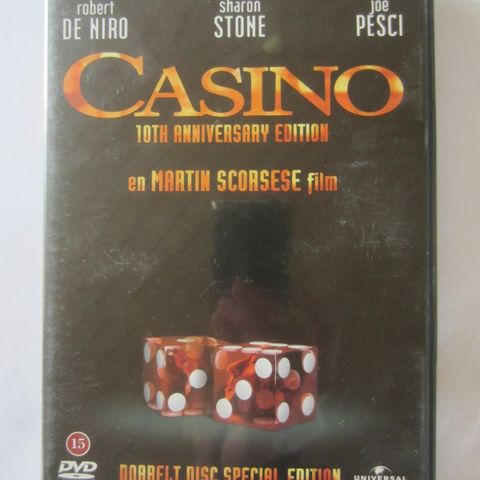 robert sharon joe
DE NIRO STONE PESCI
CASINO
10TH ANNIVERSARY EDITION
en MARTIN SCORSESE film
15
DVD
DOBBELT DISC SPECIAL EDITION
UNIVERSAL